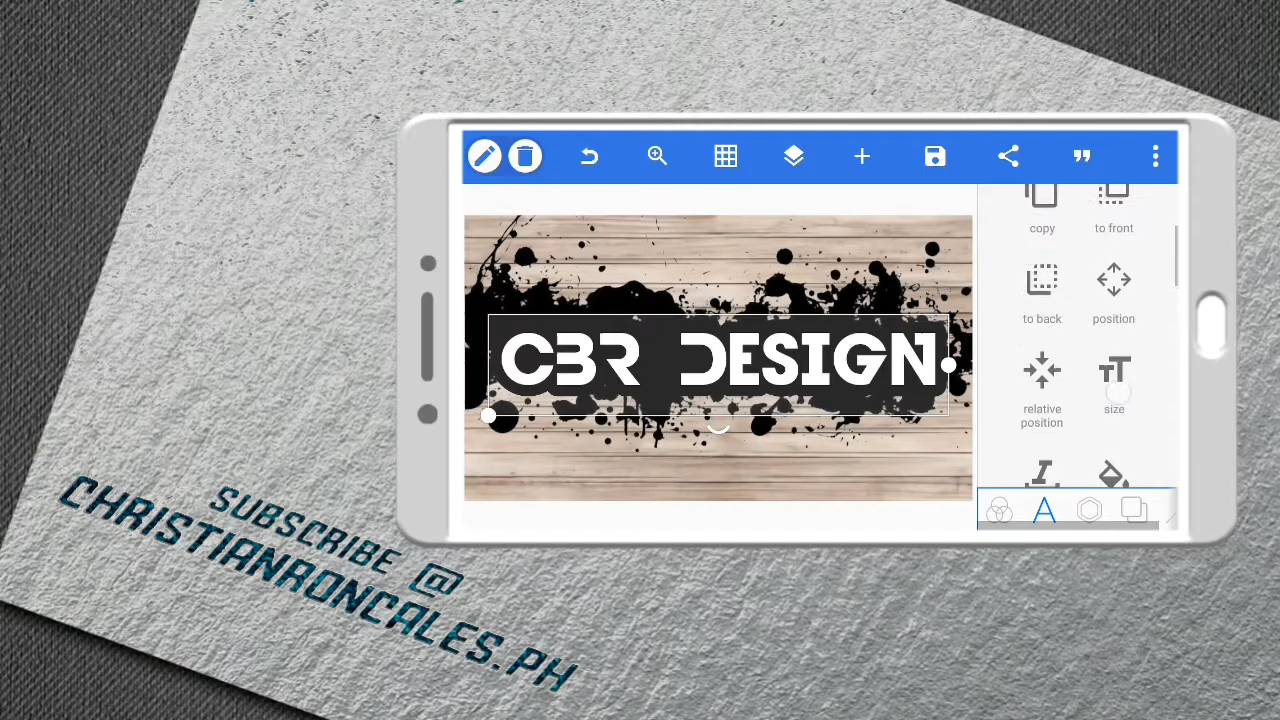 CBR DESIGN
copy
to front
to back
position
relative
position
size
SUBSCRIBE @
CHRISTIANRONCALES.PH